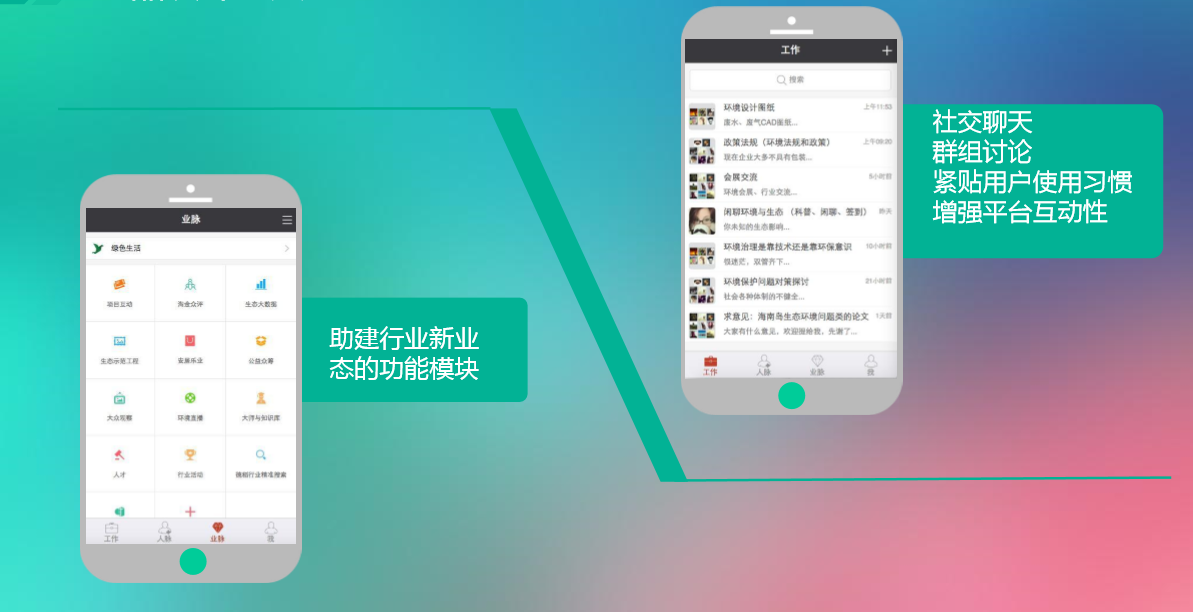 工作
搜索
环境设计图纸
上午11:53
废水、废气CAD图纸...
政策法规（环境法规和政策）
上午09:20
现在企业大多不具有包装...
会展交流
5小时前
环境会展、行业交流...
闲聊环境与生态 （科普、闲聊、签到）
昨天
你未知的生态影响...
环境治理是靠技术还是靠环保意识
10小时前
很迷茫，双管齐下...
环境保护问题对策探讨
21小时前
社会各种体制的不健全...
求意见：海南岛生态环境问题类的论文
1天前
大家有什么意见，欢迎提给我，先谢了...
工作
人脉
业脉
我
社交聊天
群组讨论
紧贴用户使用习惯
增强平台互动性
业脉
绿色生活
项目互动
淘金众评
生态大数据
生态示范工程
安居乐业
公益众筹
大众观察
环境直播
大师与知识库
人才
行业活动
微相行业精准搜索
工作
人脉
业脉
我
助建行业新业
态的功能模块